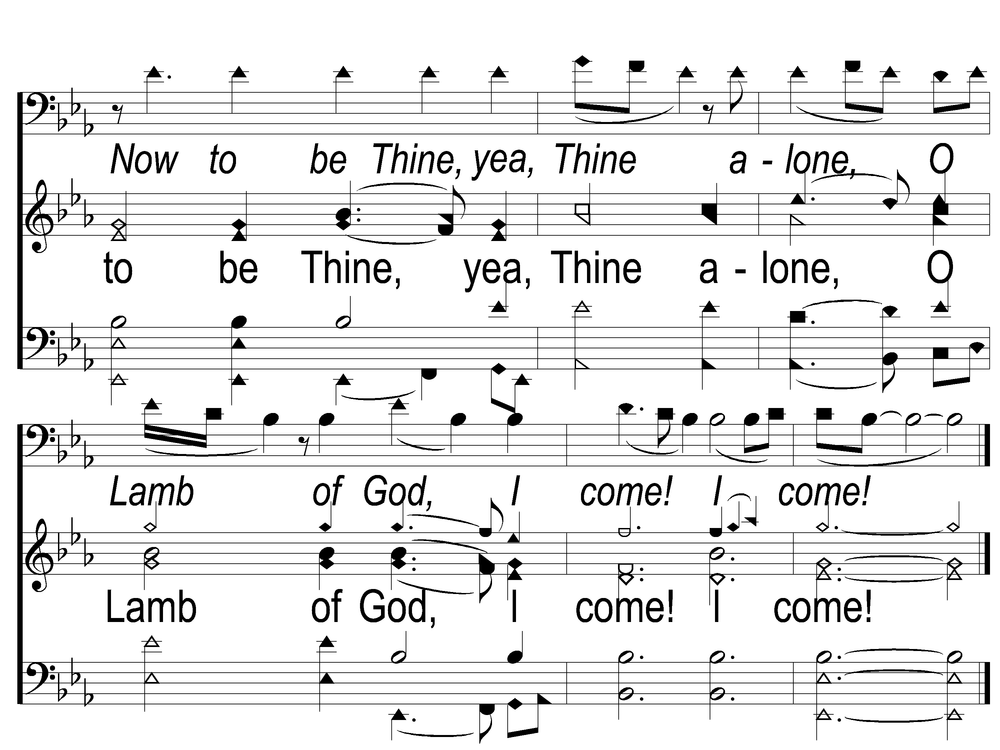 Now to be Thine, yea, Thine a - lone, O
to be Thine, yea, Thine a - lone, O
Lamb of God, I come! I come!
Lamb of God, I come! I come!